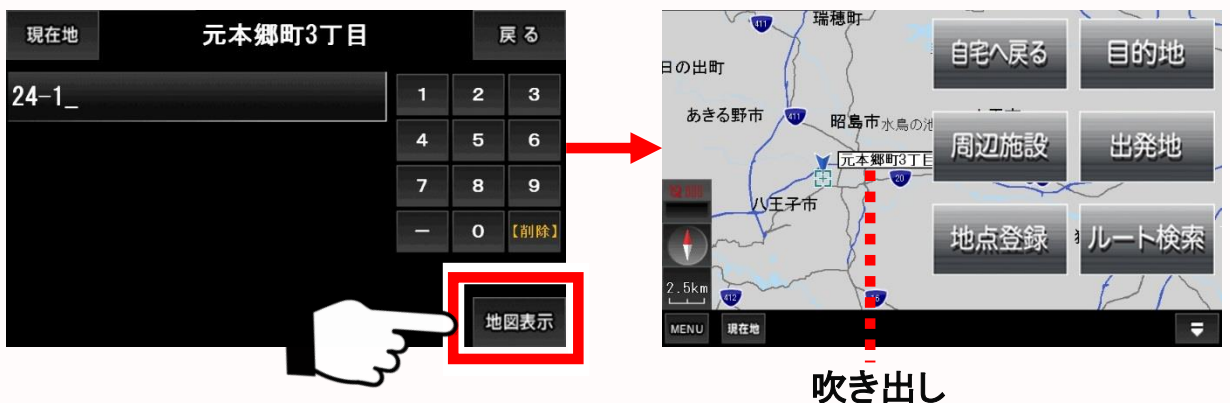 現在地
元本郷町3丁目
戻る
24-1_
1 2 3
4 5 6
7 8 9
ー 0 【削除】
地図表示
瑞穂町
411
日の出町
あきる野市
411
昭島市
水鳥の池
元本郷町3丁目
20
八王子市
2.5km
412
16
自宅へ戻る
目的地
周辺施設
出発地
地点登録
ルート検索
MENU
現在地
吹き出し